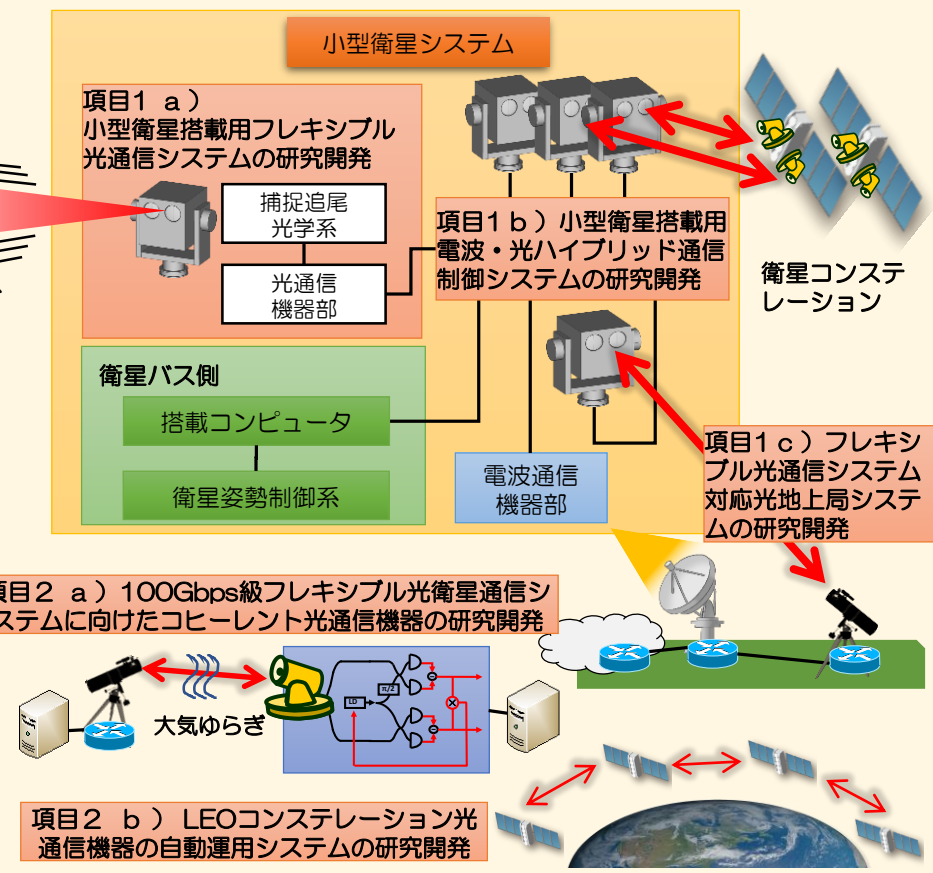 小型衛星システム
項目1 a)
小型衛星搭載用フレキシブル
光通信システムの研究開発
捕捉追尾
光学系
光通信
機器部
項目1 b)小型衛星搭載用
電波・光ハイブリッド通信
制御システムの研究開発
衛星コンステ
レーション
衛星バス側
搭載コンピュータ
衛星姿勢制御系
電波通信
機器部
項目1 c)フレキシ
ブル光通信システム
対応光地上局システ
ムの研究開発
項目2 a)100Gbps級フレキシブル光衛星通信シ
ステムに向けたコヒーレント光通信機器の研究開発
大気ゆらぎ
LO
π/2
項目2 b) LEOコンステレーション光
通信機器の自動運用システムの研究開発